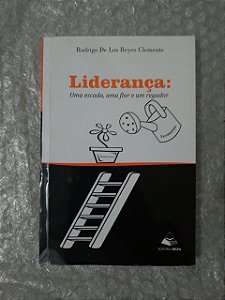 Rodrigo De Los Reyes Clemente
Liderança:
Uma escada, uma flor e um regador